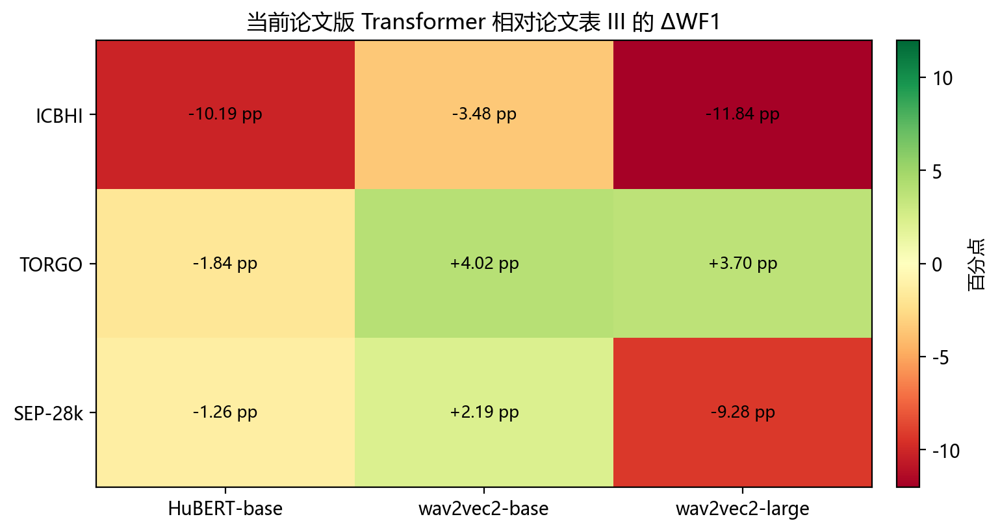 当前论文版 Transformer 相对论文表 III 的 ΔWF1
ICBHI
-10.19 pp
-3.48 pp
-11.84 pp
TORGO
-1.84 pp
+4.02 pp
+3.70 pp
SEP-28k
-1.26 pp
+2.19 pp
-9.28 pp
HuBERT-base
wav2vec2-base
wav2vec2-large
10
5
0
-5
-10
百分点